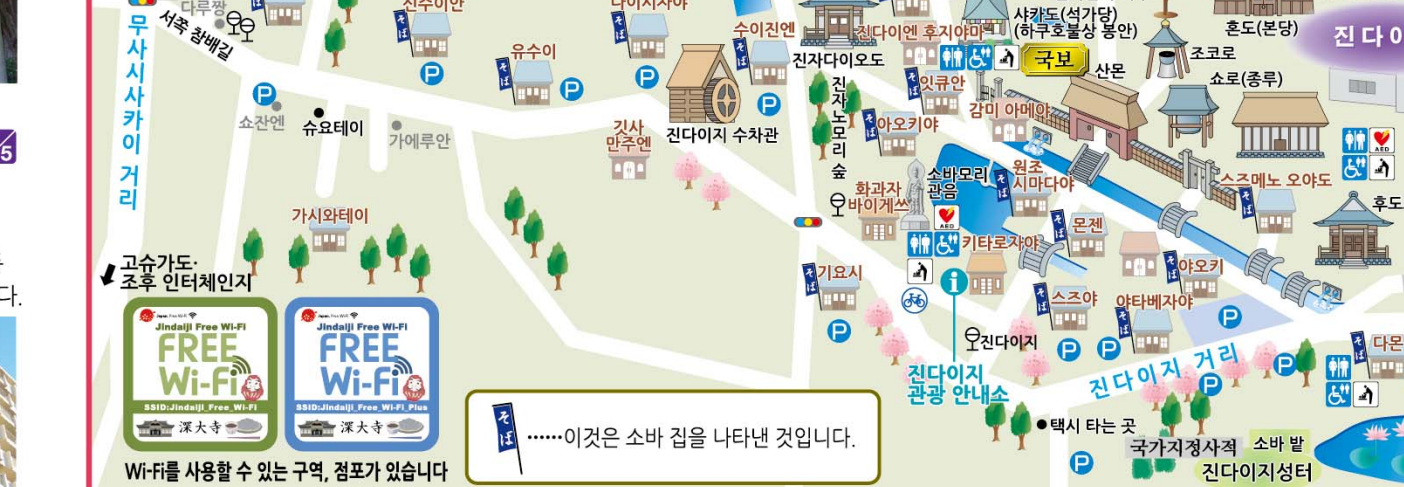 서쪽 참배길
무사시사카이 거리
유수이
수이진엔
진자다이오도
진다이엔 후지야마
샤카도(석가당)
(하쿠호불상 봉안)
혼도(본당)
국보
산몬
조코로
쇼로(종루)
진다이
쇼잔엔
슈요테이
가에루안
깃사
만주엔
진다이지 수차관
진자노모리 숲
잇큐안
아오키야
감미 아메야
소바모리
관음
원조
시마다야
화과자
바이게쓰
스즈메노 오야도
후도
AED
AED
가시와테이
몬젠
키타로자야
기요시
야오키
스즈야
야타베자야
고슈가도·
조후 인터체인지
다.
진다이지
진다이지
관광 안내소
진다이지 거리
다몬
택시 타는 곳
국가지정사적
소바 밭
진다이지성터
Jindaiji Free Wi-Fi
FREE
Wi-Fi
SSID:Jindaiji_Free_Wi-Fi
深大寺
Jindaiji Free Wi-Fi
FREE
Wi-Fi
SSID:Jindaiji_Free_Wi-Fi_Plus
深大寺
Wi-Fi를 사용할 수 있는 구역, 점포가 있습니다
そば
……이것은 소바 집을 나타낸 것입니다.